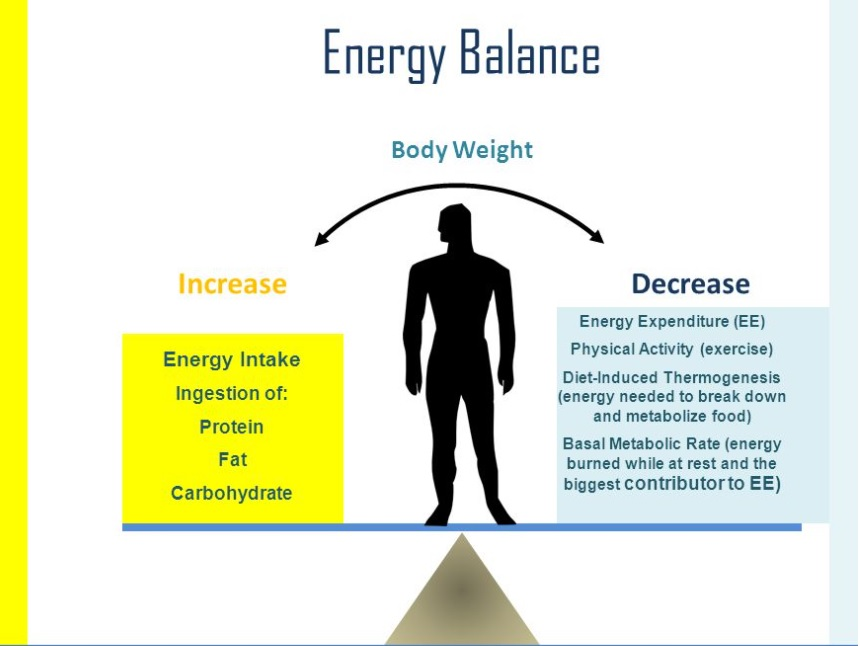 Energy Balance
Body Weight
Increase
Energy Intake
Ingestion of:
Protein
Fat
Carbohydrate
Decrease
Energy Expenditure (EE)
Physical Activity (exercise)
Diet-Induced Thermogenesis
(energy needed to break down
and metabolize food)
Basal Metabolic Rate (energy
burned while at rest and the
biggest contributor to EE)